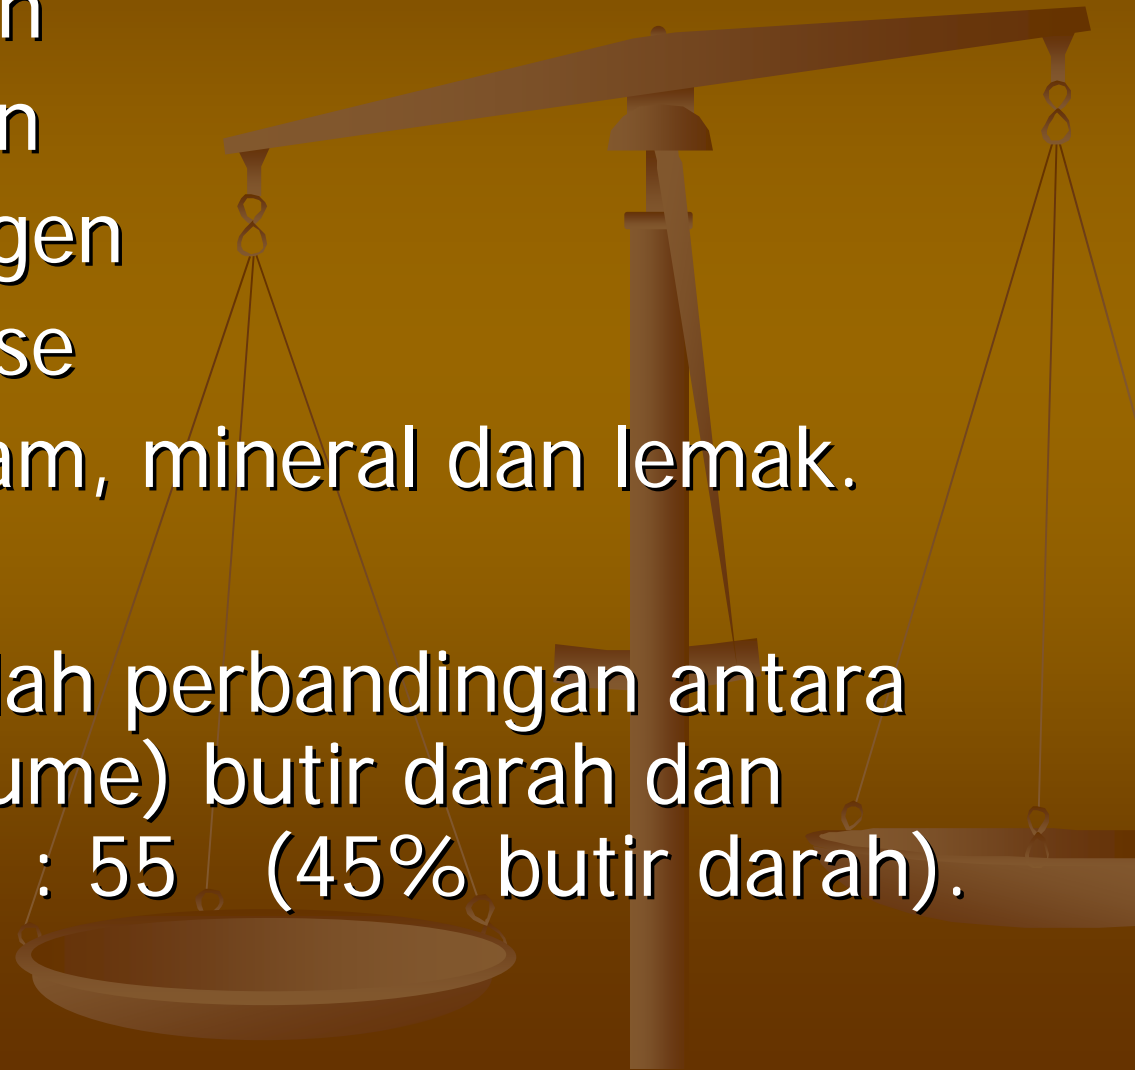 n
n
gen
se
am, mineral dan lemak.
lah perbandingan antara
ume) butir darah dan
: 55 (45% butir darah).